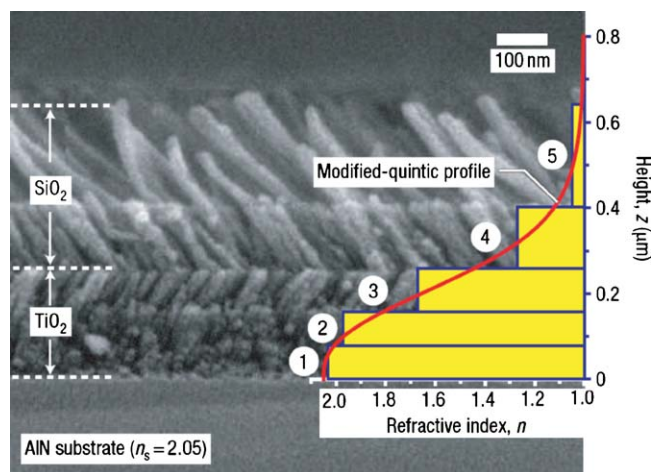 0.8
100 nm
0.6
5
SiO₂
Modified-quintic profile
Height, z (μm)
0.4
4
3
0.2
TiO₂
2
1
0
2.0 1.8 1.6 1.4 1.2 1.0
Refractive index, n
AlN substrate (nₛ = 2.05)